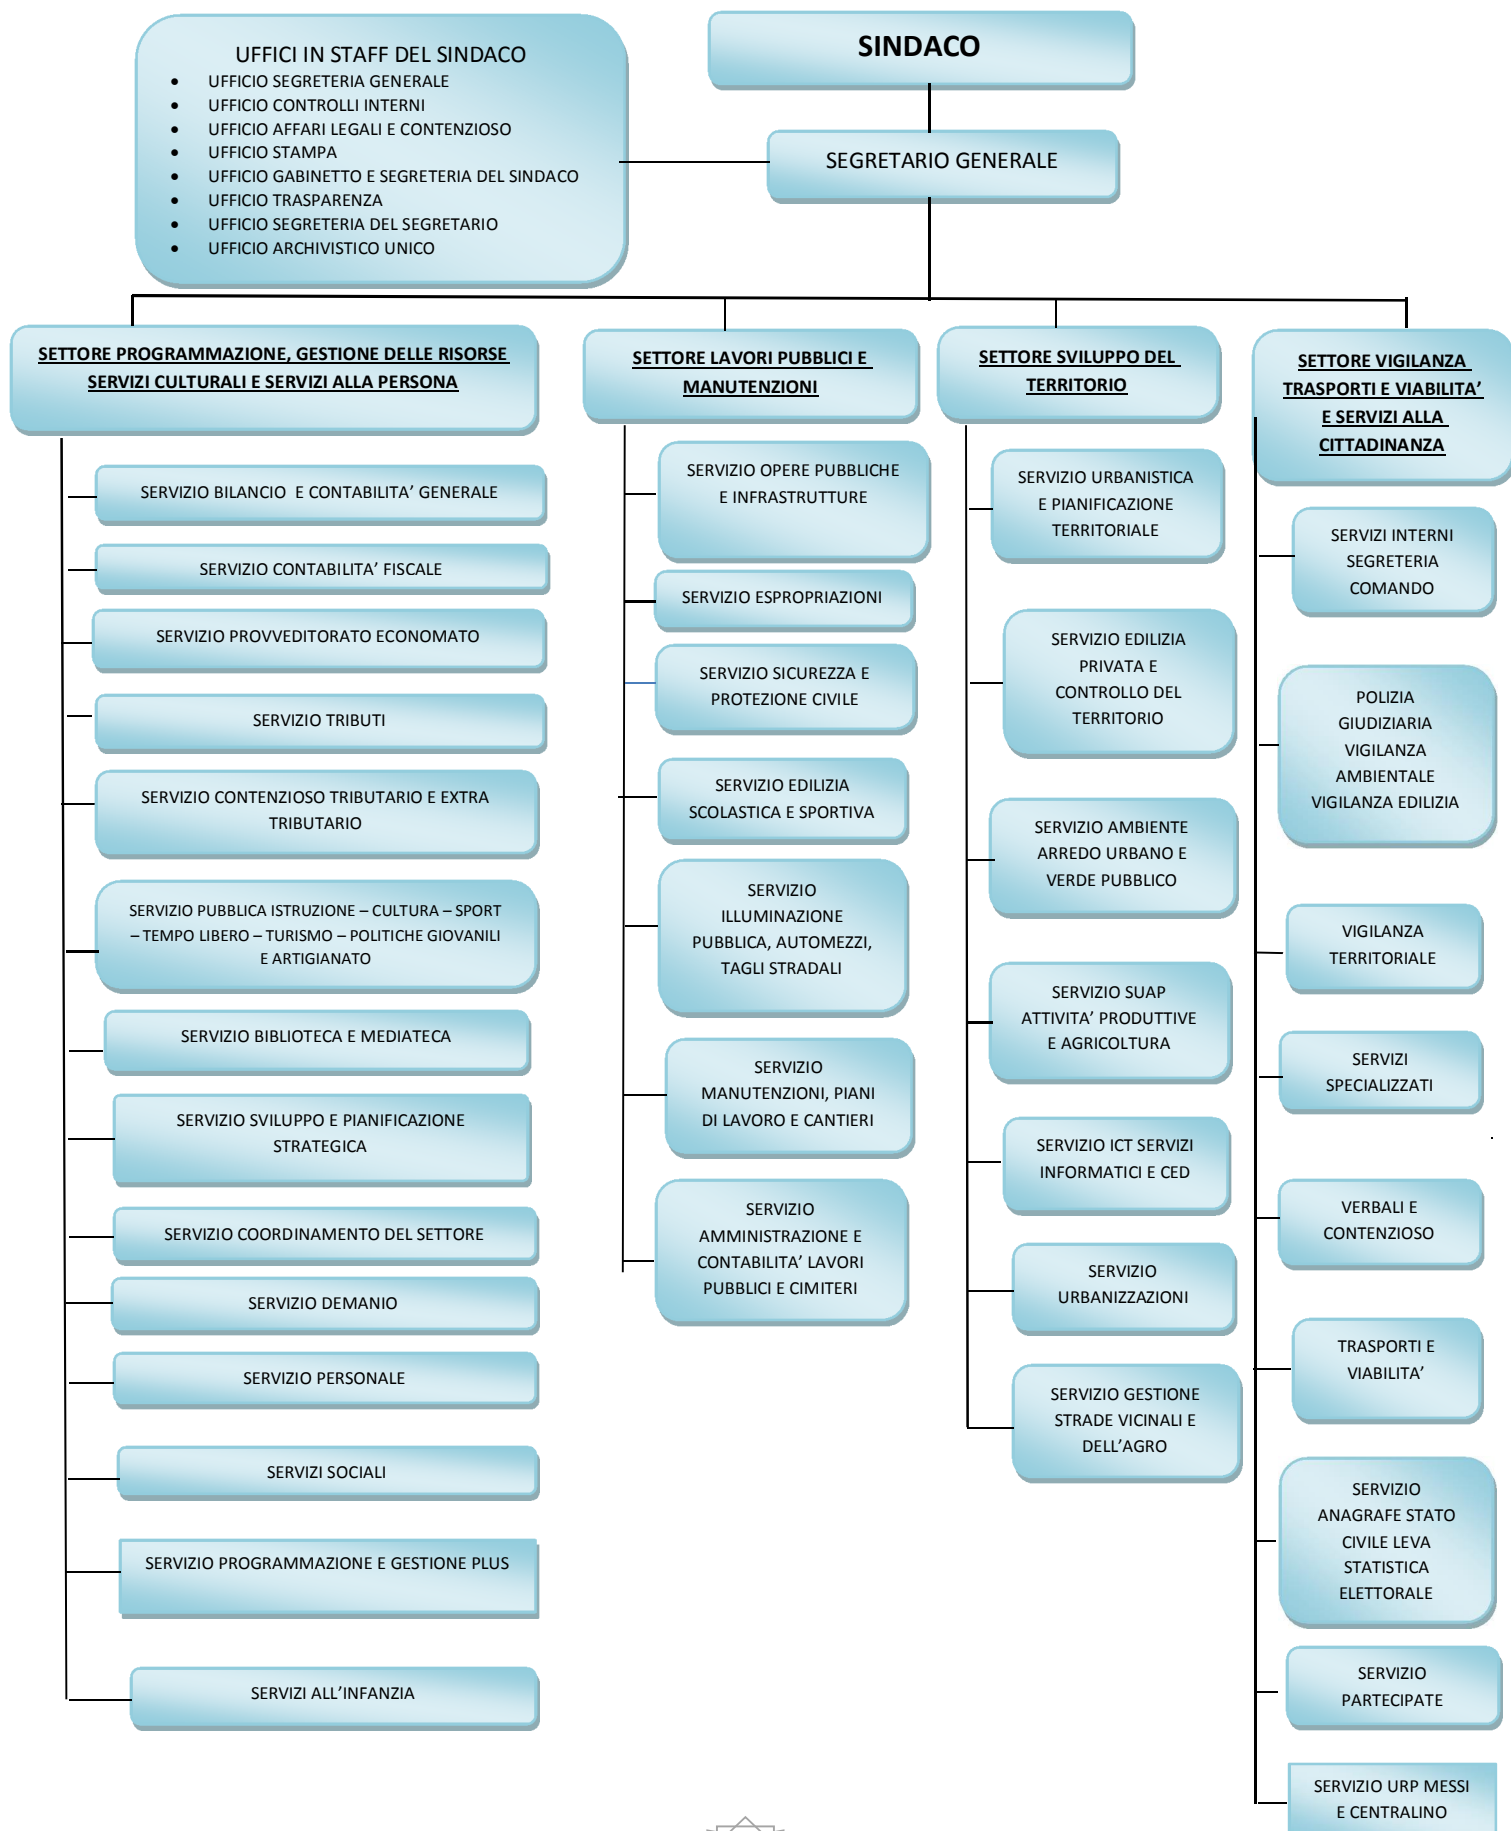 UFFICI IN STAFF DEL SINDACO
• UFFICIO SEGRETERIA GENERALE
• UFFICIO CONTROLLI INTERNI
• UFFICIO AFFARI LEGALI E CONTENZIOSO
• UFFICIO STAMPA
• UFFICIO GABINETTO E SEGRETERIA DEL SINDACO
• UFFICIO TRASPARENZA
• UFFICIO SEGRETERIA DEL SEGRETARIO
• UFFICIO ARCHIVISTICO UNICO
SINDACO
SEGRETARIO GENERALE
SETTORE PROGRAMMAZIONE, GESTIONE DELLE RISORSE
SERVIZI CULTURALI E SERVIZI ALLA PERSONA
SERVIZIO BILANCIO E CONTABILITA’ GENERALE
SERVIZIO CONTABILITA’ FISCALE
SERVIZIO PROVVEDITORATO ECONOMATO
SERVIZIO TRIBUTI
SERVIZIO CONTENZIOSO TRIBUTARIO E EXTRA
TRIBUTARIO
SERVIZIO PUBBLICA ISTRUZIONE – CULTURA – SPORT
– TEMPO LIBERO – TURISMO – POLITICHE GIOVANILI
E ARTIGIANATO
SERVIZIO BIBLIOTECA E MEDIATECA
SERVIZIO SVILUPPO E PIANIFICAZIONE
STRATEGICA
SERVIZIO COORDINAMENTO DEL SETTORE
SERVIZIO DEMANIO
SERVIZIO PERSONALE
SERVIZI SOCIALI
SERVIZIO PROGRAMMAZIONE E GESTIONE PLUS
SERVIZI ALL’INFANZIA
SETTORE LAVORI PUBBLICI E
MANUTENZIONI
SERVIZIO OPERE PUBBLICHE
E INFRASTRUTTURE
SERVIZIO ESPROPRIAZIONI
SERVIZIO SICUREZZA E
PROTEZIONE CIVILE
SERVIZIO EDILIZIA
SCOLASTICA E SPORTIVA
SERVIZIO
ILLUMINAZIONE
PUBBLICA, AUTOMEZZI,
TAGLI STRADALI
SERVIZIO
MANUTENZIONI, PIANI
DI LAVORO E CANTIERI
SERVIZIO
AMMINISTRAZIONE E
CONTABILITA’ LAVORI
PUBBLICI E CIMITERI
SETTORE SVILUPPO DEL
TERRITORIO
SERVIZIO URBANISTICA
E PIANIFICAZIONE
TERRITORIALE
SERVIZIO EDILIZIA
PRIVATA E
CONTROLLO DEL
TERRITORIO
SERVIZIO AMBIENTE
ARREDO URBANO E
VERDE PUBBLICO
SERVIZIO SUAP
ATTIVITA’ PRODUTTIVE
E AGRICOLTURA
SERVIZIO ICT SERVIZI
INFORMATICI E CED
SERVIZIO
URBANIZZAZIONI
SERVIZIO GESTIONE
STRADE VICINALI E
DELL’AGRO
SETTORE VIGILANZA
TRASPORTI E VIABILITA’
E SERVIZI ALLA
CITTADINANZA
SERVIZI INTERNI
SEGRETERIA
COMANDO
POLIZIA
GIUDIZIARIA
VIGILANZA
AMBIENTALE
VIGILANZA EDILIZIA
VIGILANZA
TERRITORIALE
SERVIZI
SPECIALIZZATI
.
VERBALI E
CONTENZIOSO
TRASPORTI E
VIABILITA’
SERVIZIO
ANAGRAFE STATO
CIVILE LEVA
STATISTICA
ELETTORALE
SERVIZIO
PARTECIPATE
SERVIZIO URP MESSI
E CENTRALINO